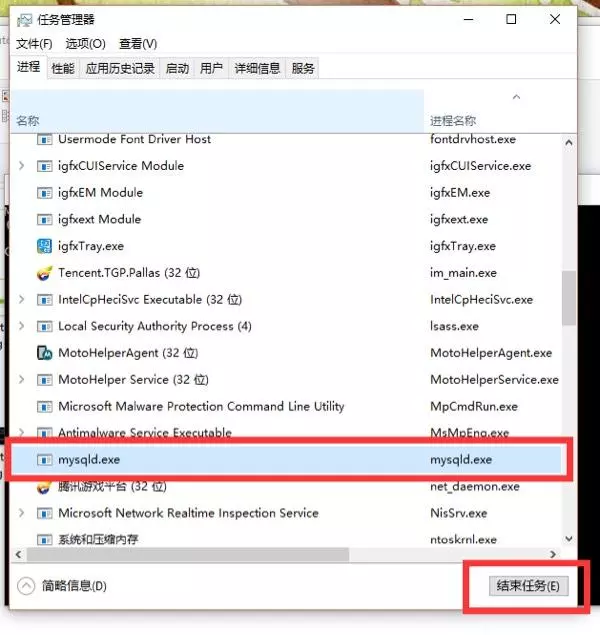 任务管理器
文件(F) 选项(O) 查看(V)
进程 性能 应用历史记录 启动 用户 详细信息 服务
名称 进程名称
Usermode Font Driver Host fontdrvhost.exe
igfxCUIService Module igfxCUIService.exe
igfxEM Module igfxEM.exe
igfxext Module igfxext.exe
igfxTray.exe igfxTray.exe
Tencent.TGP.Pallas (32 位) im_main.exe
IntelCpHeciSvc Executable (32 位) IntelCpHeciSvc.exe
Local Security Authority Process (4) lsass.exe
MotoHelperAgent (32 位) MotoHelperAgent.exe
MotoHelper Service (32 位) MotoHelperService.exe
Microsoft Malware Protection Command Line Utility MpCmdRun.exe
Antimalware Service Executable MsMpEng.exe
mysqld.exe mysqld.exe
腾讯游戏平台 (32 位) net_daemon.exe
Microsoft Network Realtime Inspection Service NisSrv.exe
系统和压缩内存 ntoskrnl.exe
简略信息(D) 结束任务(E)